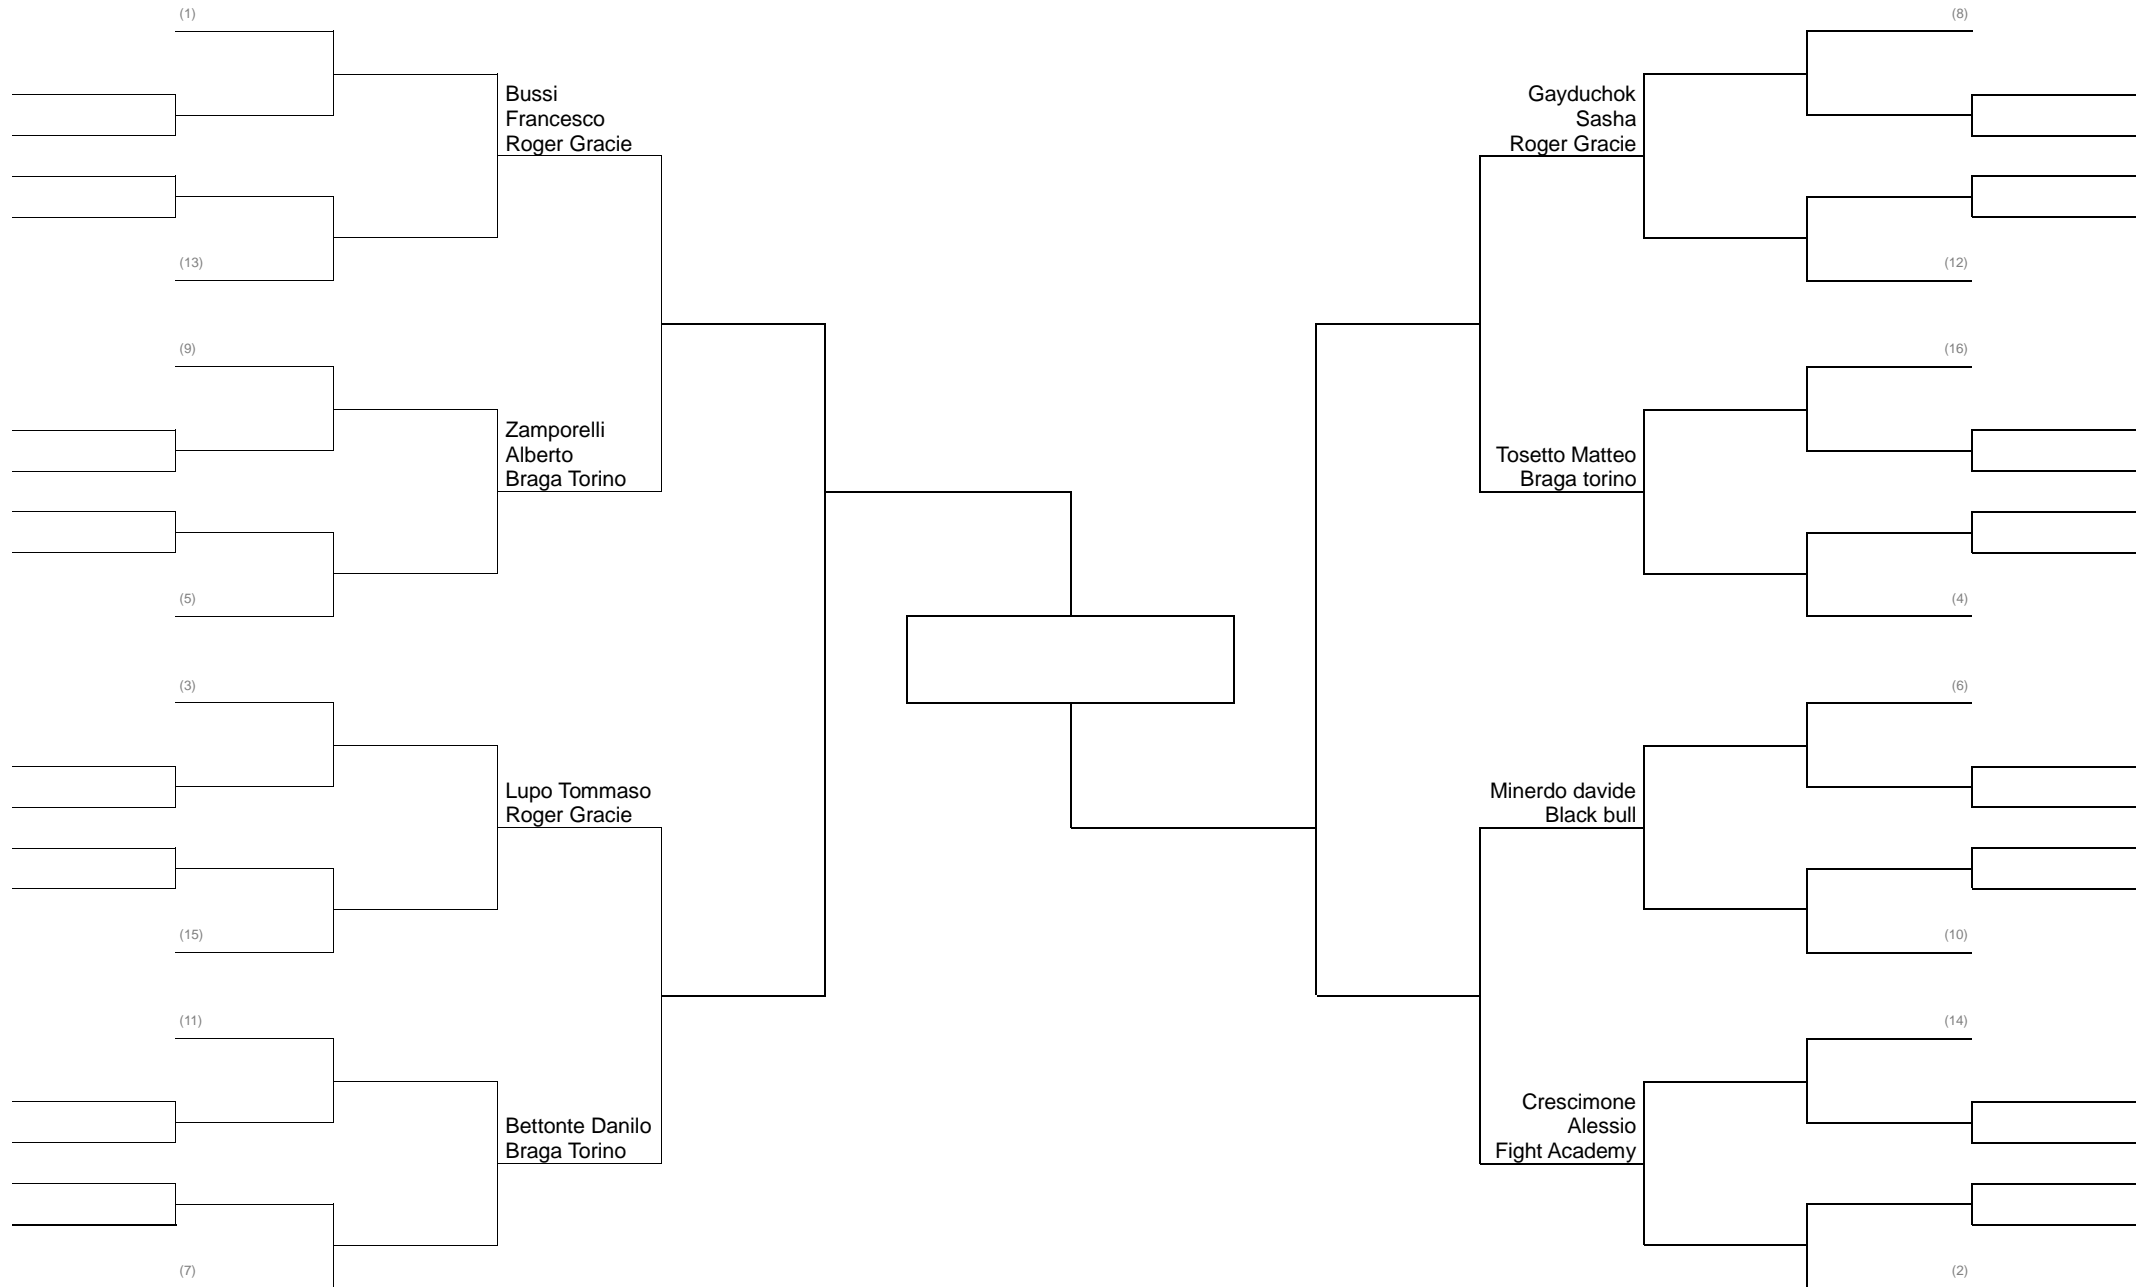 (1)
Bussi
Francesco
Roger Gracie
(13)
(9)
Zamporelli
Alberto
Braga Torino
(5)
(3)
Lupo Tommaso
Roger Gracie
(15)
(11)
Bettonte Danilo
Braga Torino
(7)
(8)
Gayduchok
Sasha
Roger Gracie
(12)
(16)
Tosetto Matteo
Braga torino
(4)
(6)
Minerdo davide
Black bull
(10)
(14)
Crescimone
Alessio
Fight Academy
(2)